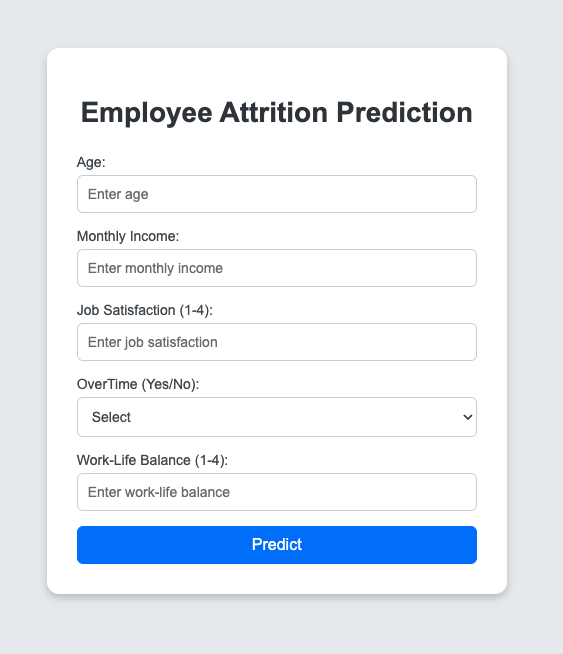 Employee Attrition Prediction
Age:
Enter age
Monthly Income:
Enter monthly income
Job Satisfaction (1-4):
Enter job satisfaction
OverTime (Yes/No):
Select
Work-Life Balance (1-4):
Enter work-life balance
Predict